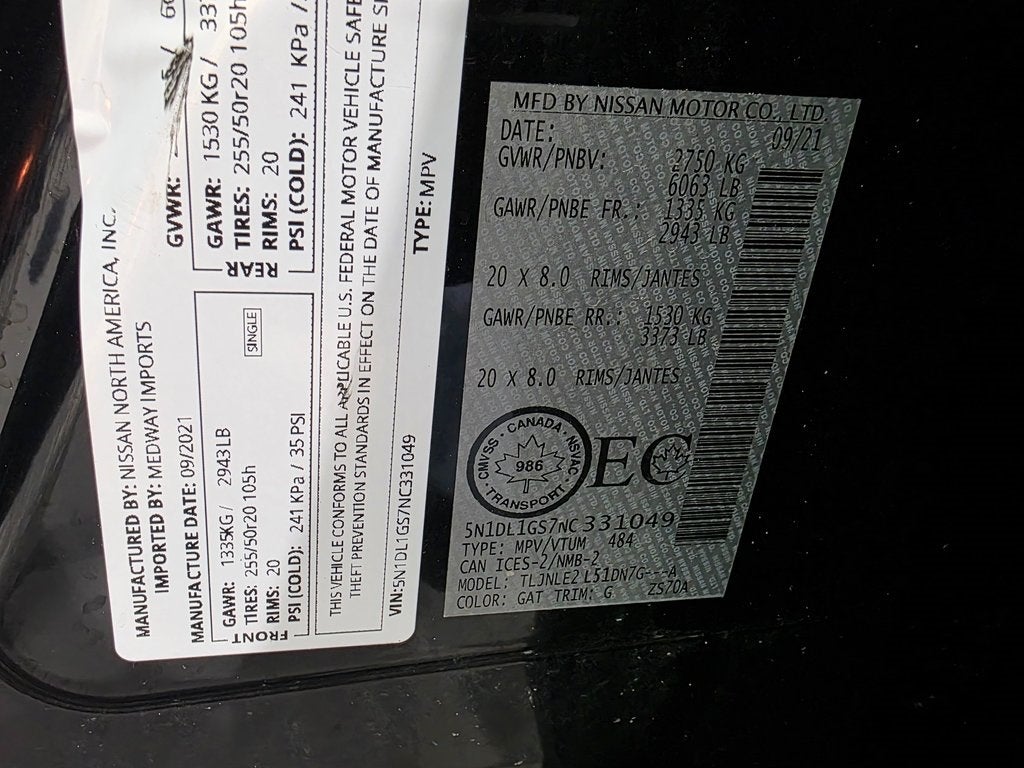 MANUFACTURED BY: NISSAN NORTH AMERICA, INC.
IMPORTED BY: MEDWAY IMPORTS
GVWR:
MANUFACTURE DATE: 09/2021
FRONT
GAWR: 1335KG / 2943LB
TIRES: 255/50r20 105h
RIMS: 20
SINGLE
PSI (COLD): 241 KPa / 35 PSI
REAR
GAWR: 1530 KG / 337
TIRES: 255/50r20 105h
RIMS: 20
PSI (COLD): 241 KPa /
THIS VEHICLE CONFORMS TO ALL APPLICABLE U.S. FEDERAL MOTOR VEHICLE SAFE
THEFT PREVENTION STANDARDS IN EFFECT ON THE DATE OF MANUFACTURE S
VIN: 5N1DL1GS7NC331049
TYPE: MPV
MFD BY NISSAN MOTOR CO., LTD.
DATE: 09/21
GVWR/PNBV: 2750 KG
6063 LB
GAWR/PNBE FR.: 1335 KG
2943 LB
20 X 8.0 RIMS/JANTES
GAWR/PNBE RR.: 1530 KG
3373 LB
20 X 8.0 RIMS/JANTES
CMVSS · CANADA · NSVAC
986
· TRANSPORT ·
EC
5N1DL1GS7NC331049
TYPE: MPV/VTUM 484
CAN ICES-2/NMB-2
MODEL: TLJNLE2 L51DN7G---A
COLOR: GAT TRIM: G ZS70A